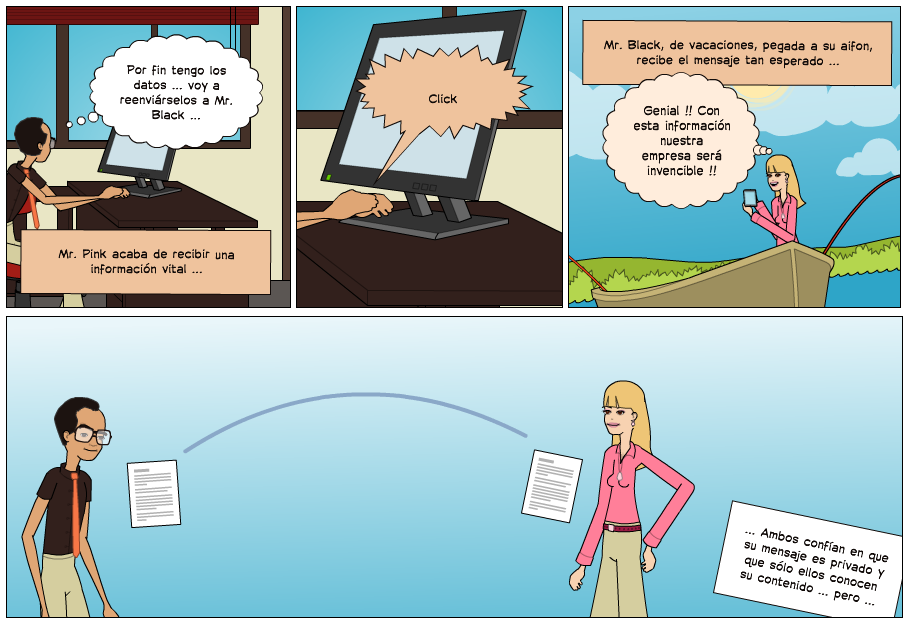 Por fin tengo los
datos ... voy a
reenviárselos a Mr.
Black ...
Mr. Pink acaba de recibir una
información vital ...
Click
Mr. Black, de vacaciones, pegada a su aifon,
recibe el mensaje tan esperado ...
Genial !! Con
esta información
nuestra
empresa será
invencible !!
... Ambos confían en que
su mensaje es privado y
que sólo ellos conocen
su contenido ... pero ...